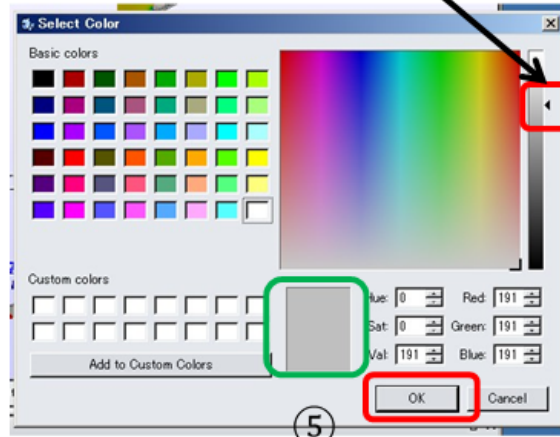 Select Color
Basic colors
Custom colors
Hue: 0 Red: 191
Sat: 0 Green: 191
Val: 191 Blue: 191
Add to Custom Colors
OK Cancel
⑤